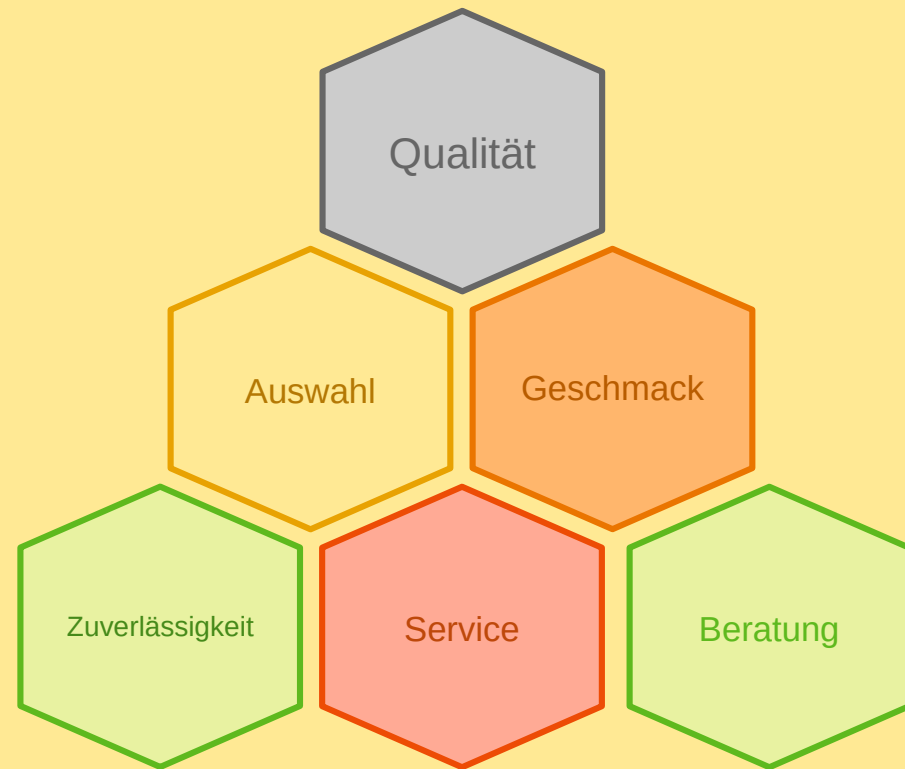 Qualität
Auswahl
Geschmack
Zuverlässigkeit
Service
Beratung